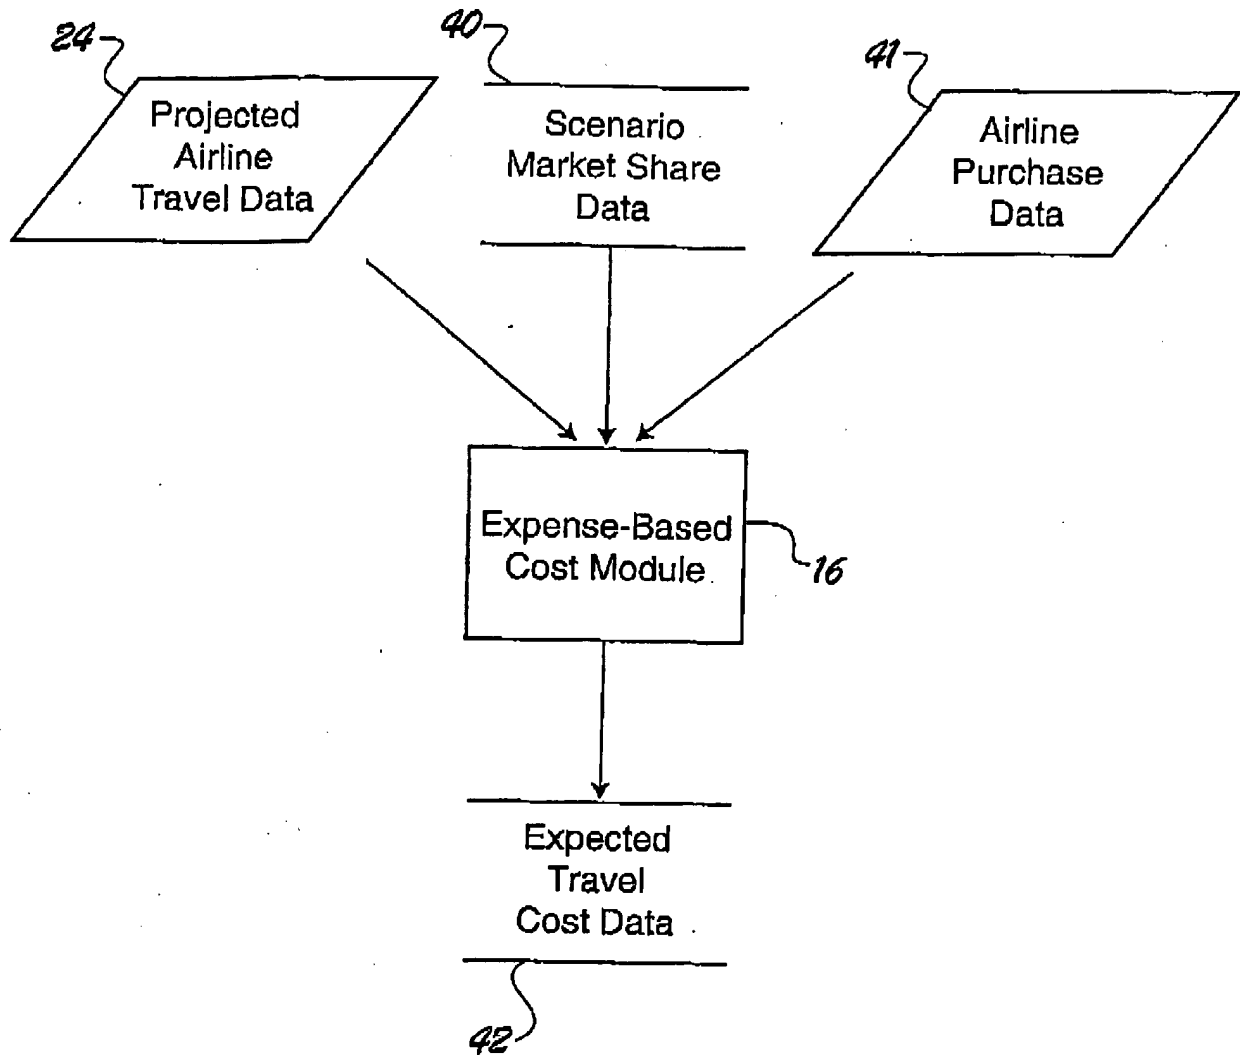 24
Projected
Airline
Travel Data
40
Scenario
Market Share
Data
41
Airline
Purchase
Data
Expense-Based
Cost Module
16
Expected
Travel
Cost Data
42